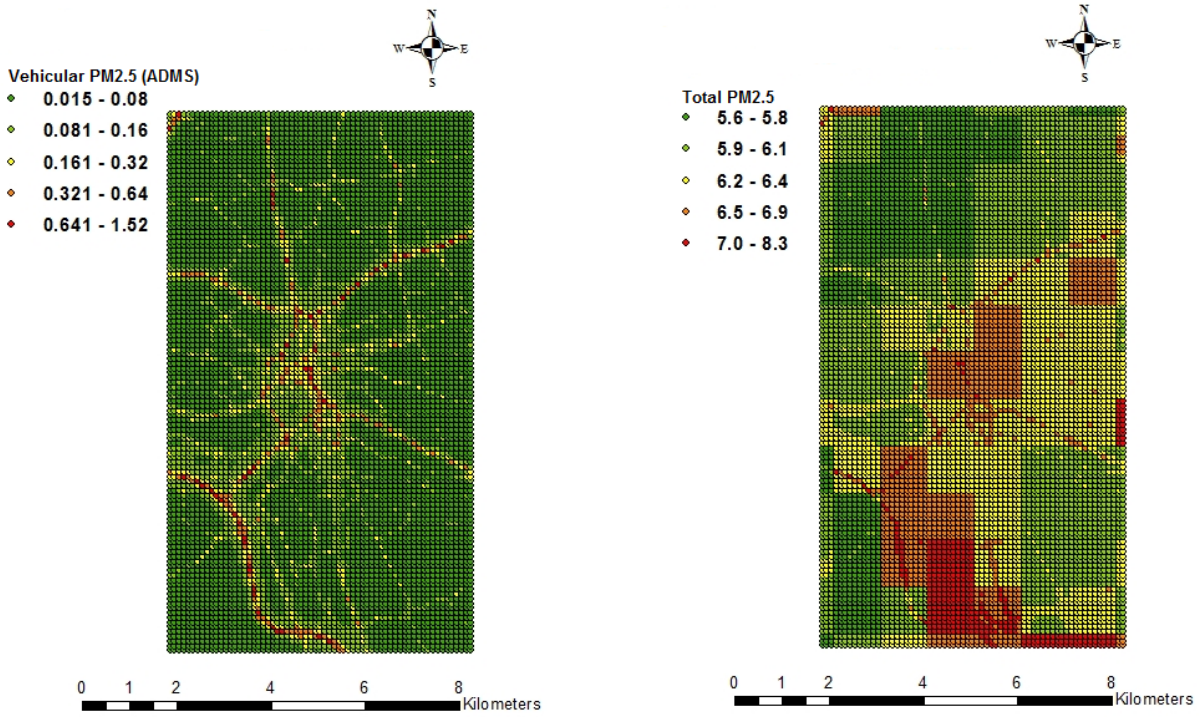 N
W E
S
Vehicular PM2.5 (ADMS)
0.015 - 0.08
0.081 - 0.16
0.161 - 0.32
0.321 - 0.64
0.641 - 1.52
0 1 2 4 6 8
Kilometers
N
W E
S
Total PM2.5
5.6 - 5.8
5.9 - 6.1
6.2 - 6.4
6.5 - 6.9
7.0 - 8.3
0 1 2 4 6 8
Kilometers